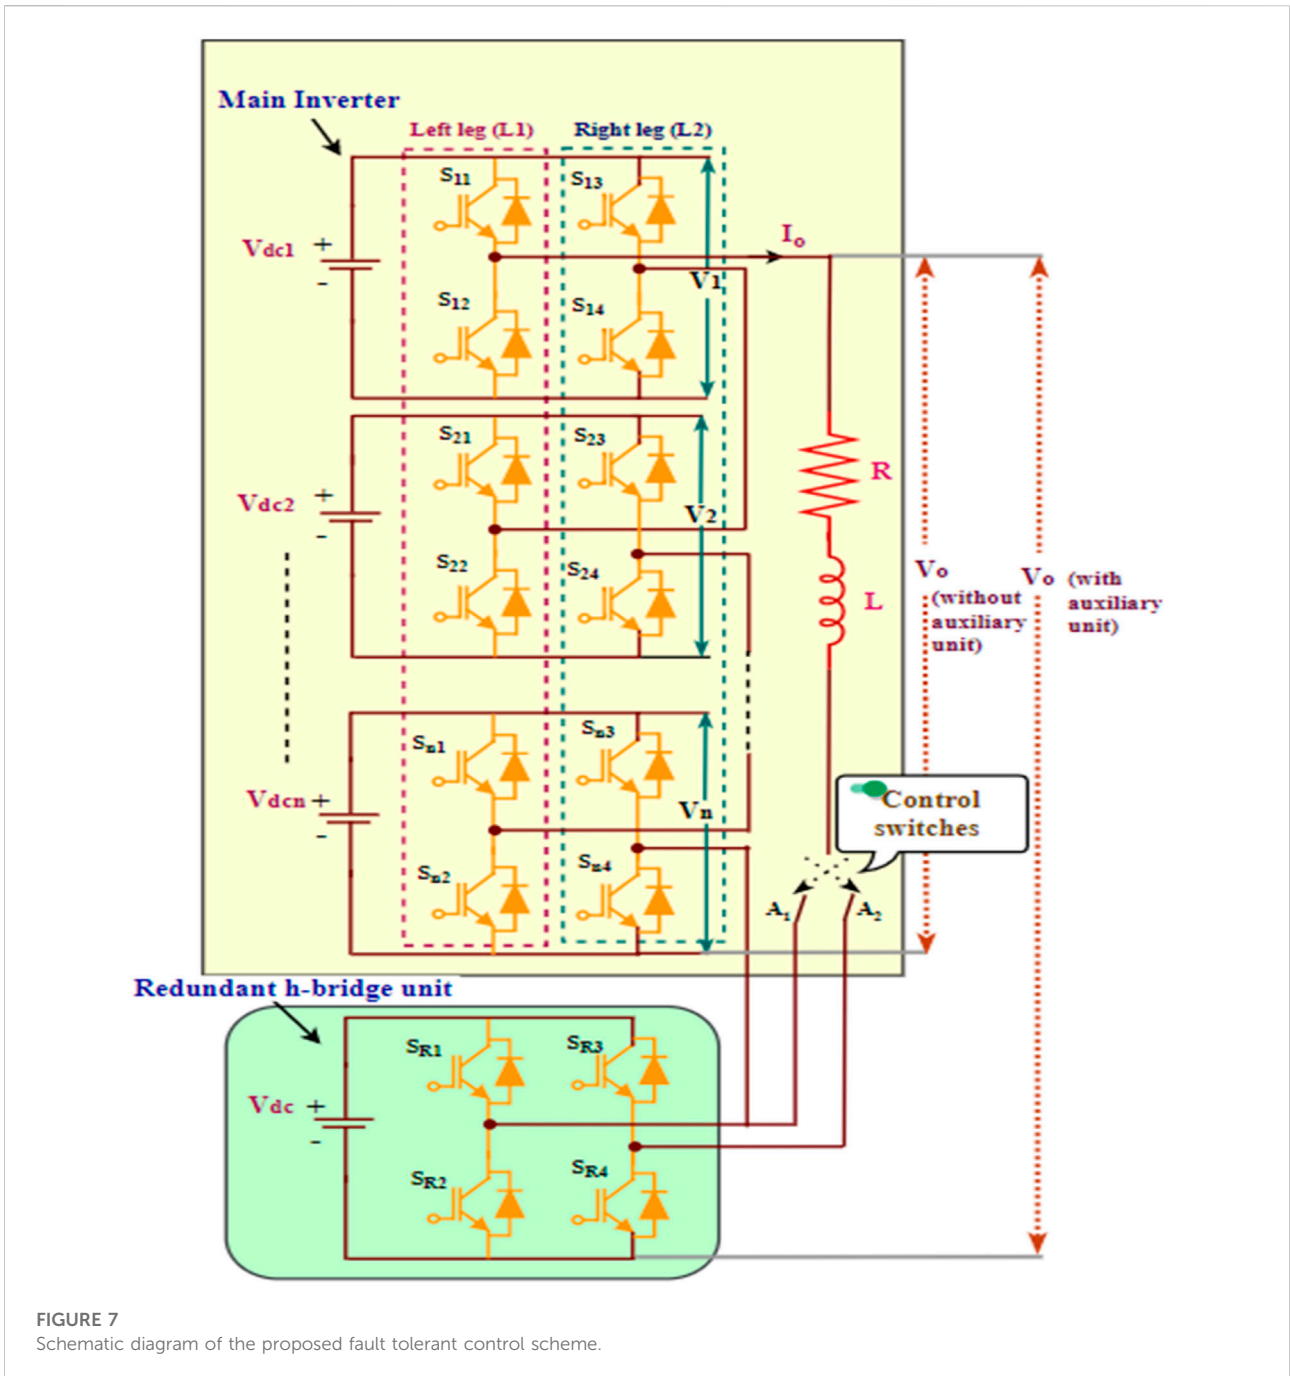 Main Inverter
Left leg (L1)
Right leg (L2)
S11
S13
Io
Vdc1
+
-
V1
S12
S14
S21
S23
Vdc2
+
-
V2
S22
S24
R
L
Vo
(without
auxiliary
unit)
Vo (with
auxiliary
unit)
Sn1
Sn3
Vdcn +
-
Vn
Control
switches
Sn2
Sn4
A1
A2
Redundant h-bridge unit
SR1
SR3
Vdc +
-
SR2
SR4
FIGURE 7
Schematic diagram of the proposed fault tolerant control scheme.